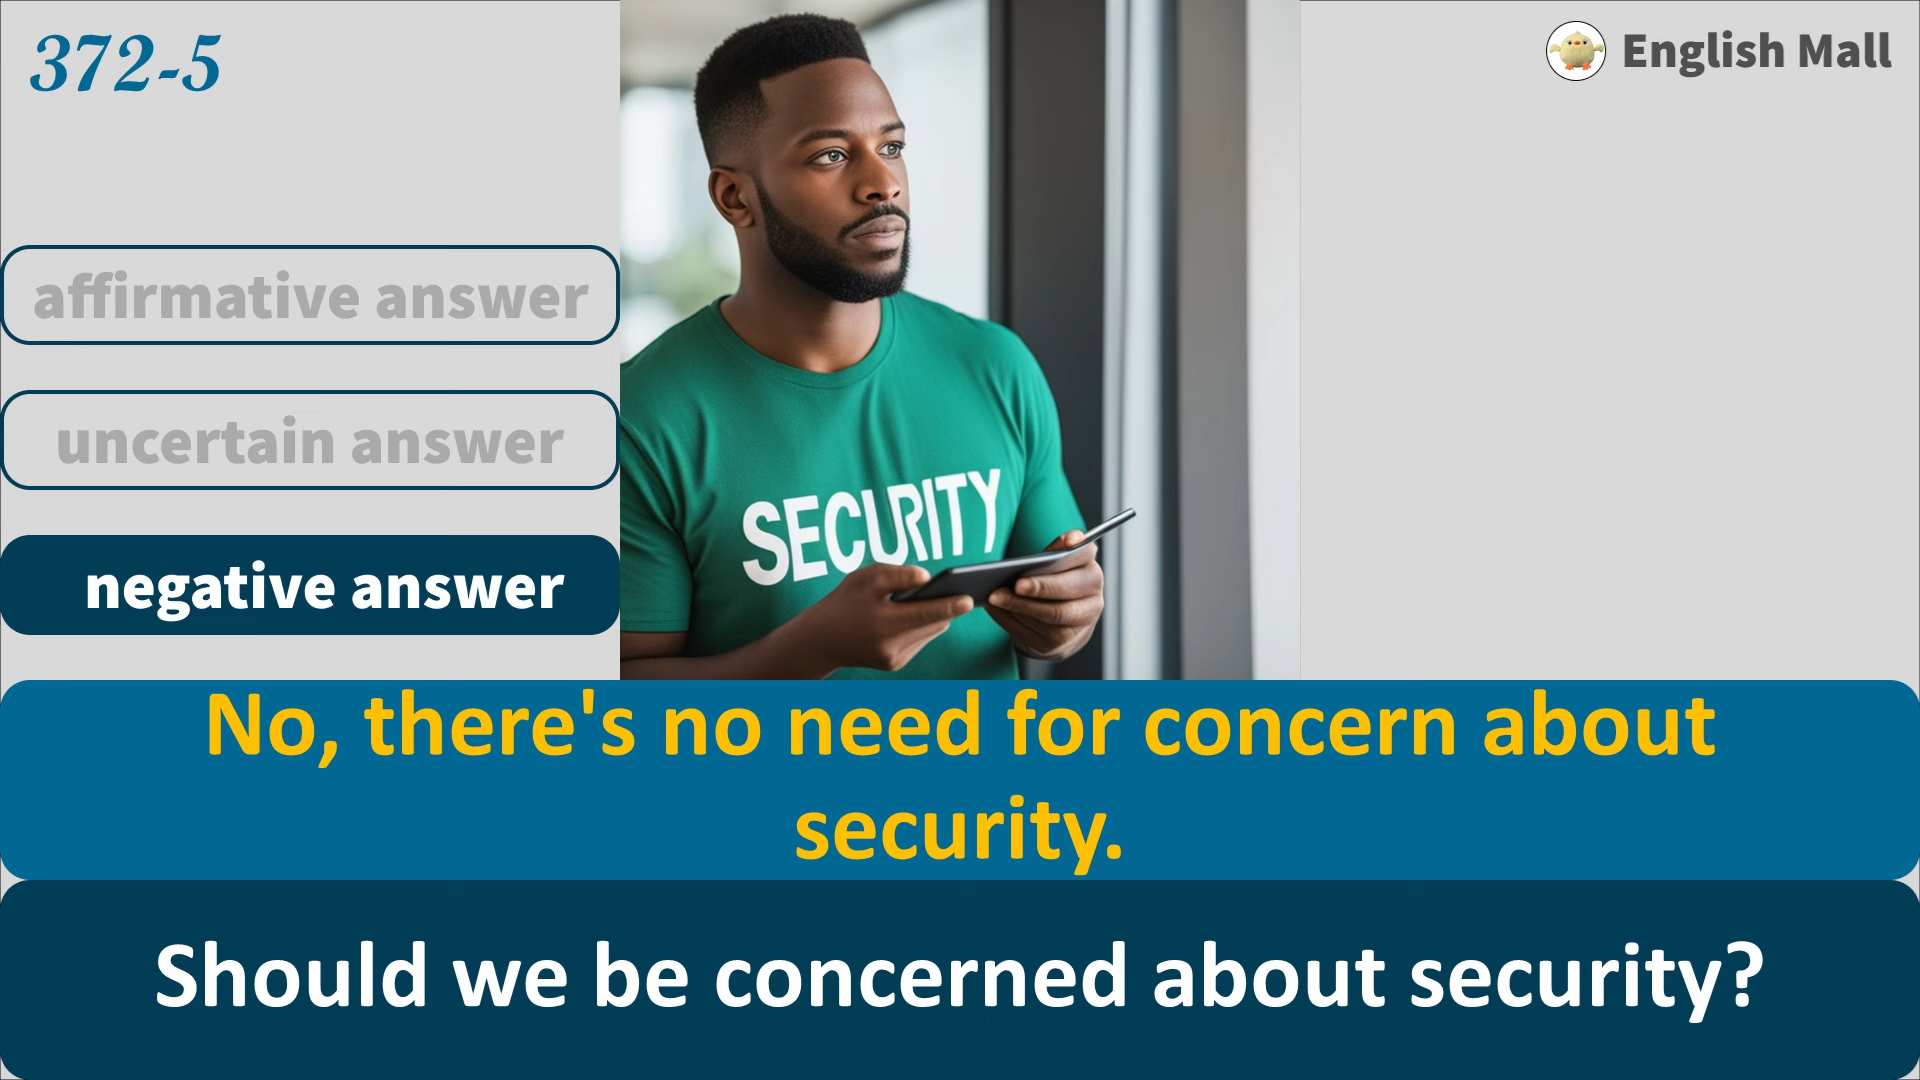 372-5
English Mall
affirmative answer
uncertain answer
negative answer
SECURITY
No, there's no need for concern about
security.
Should we be concerned about security?